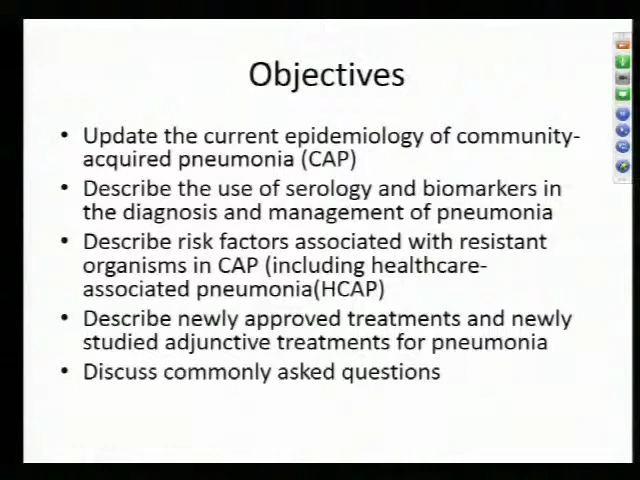 Objectives
• Update the current epidemiology of community-
acquired pneumonia (CAP)
• Describe the use of serology and biomarkers in
the diagnosis and management of pneumonia
• Describe risk factors associated with resistant
organisms in CAP (including healthcare-
associated pneumonia(HCAP)
• Describe newly approved treatments and newly
studied adjunctive treatments for pneumonia
• Discuss commonly asked questions